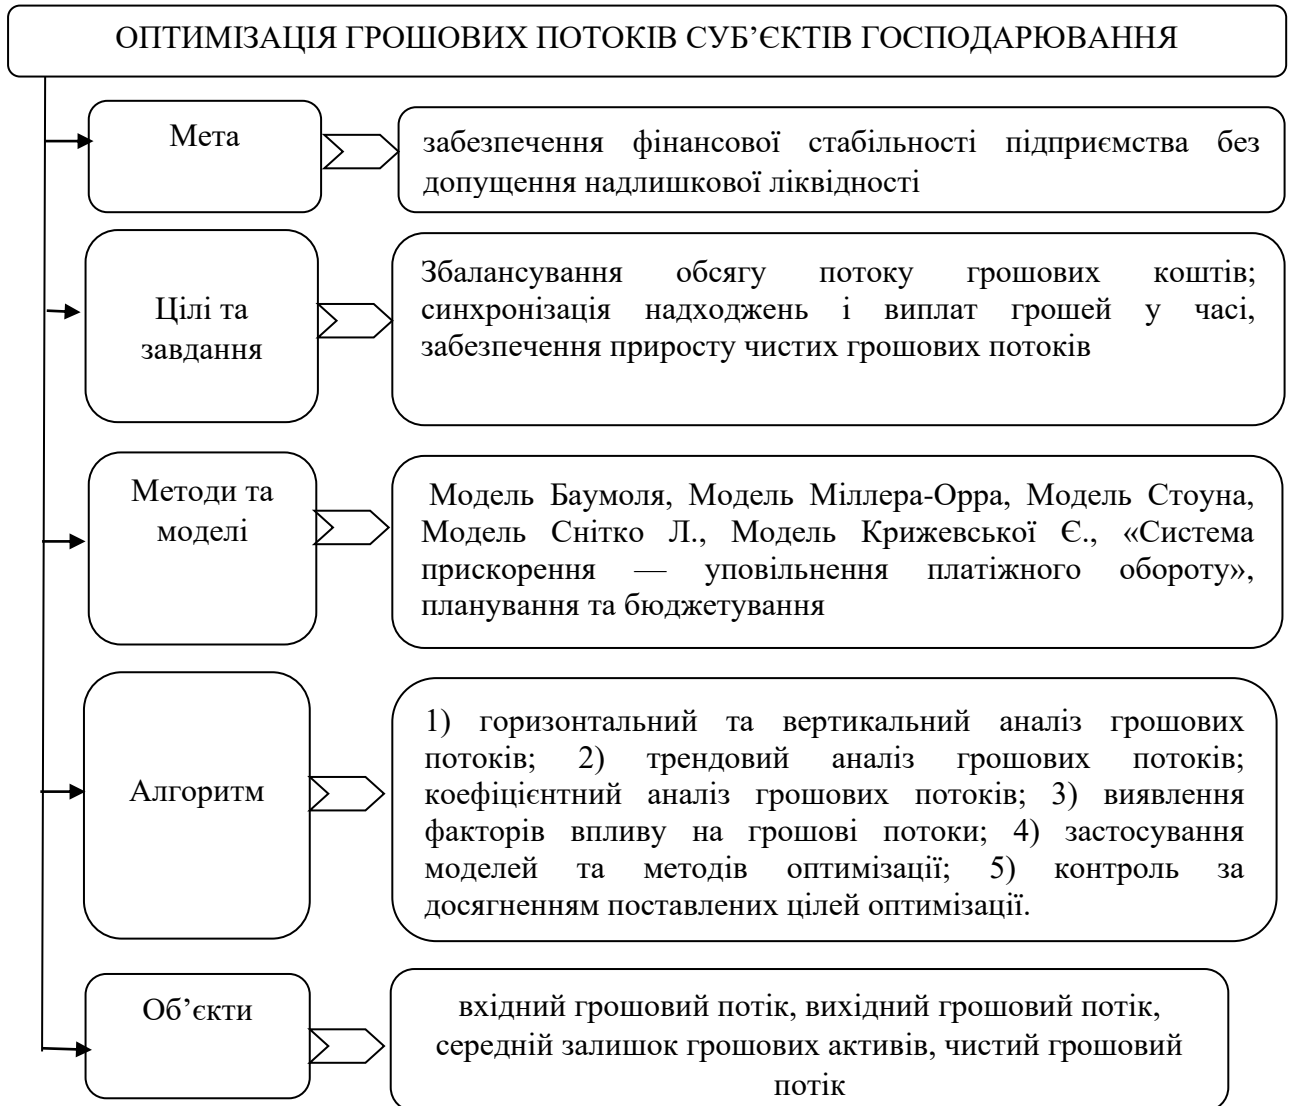 ОПТИМІЗАЦІЯ ГРОШОВИХ ПОТОКІВ СУБ’ЄКТІВ ГОСПОДАРЮВАННЯ
Мета
забезпечення фінансової стабільності підприємства без
допущення надлишкової ліквідності
Цілі та
завдання
Збалансування обсягу потоку грошових коштів;
синхронізація надходжень і виплат грошей у часі,
забезпечення приросту чистих грошових потоків
Методи та
моделі
Модель Баумоля, Модель Міллера-Орра, Модель Стоуна,
Модель Снітко Л., Модель Крижевської Є., «Система
прискорення — уповільнення платіжного обороту»,
планування та бюджетування
Алгоритм
1) горизонтальний та вертикальний аналіз грошових
потоків; 2) трендовий аналіз грошових потоків;
коефіцієнтний аналіз грошових потоків; 3) виявлення
факторів впливу на грошові потоки; 4) застосування
моделей та методів оптимізації; 5) контроль за
досягненням поставлених цілей оптимізації.
Об’єкти
вхідний грошовий потік, вихідний грошовий потік,
середній залишок грошових активів, чистий грошовий
потік